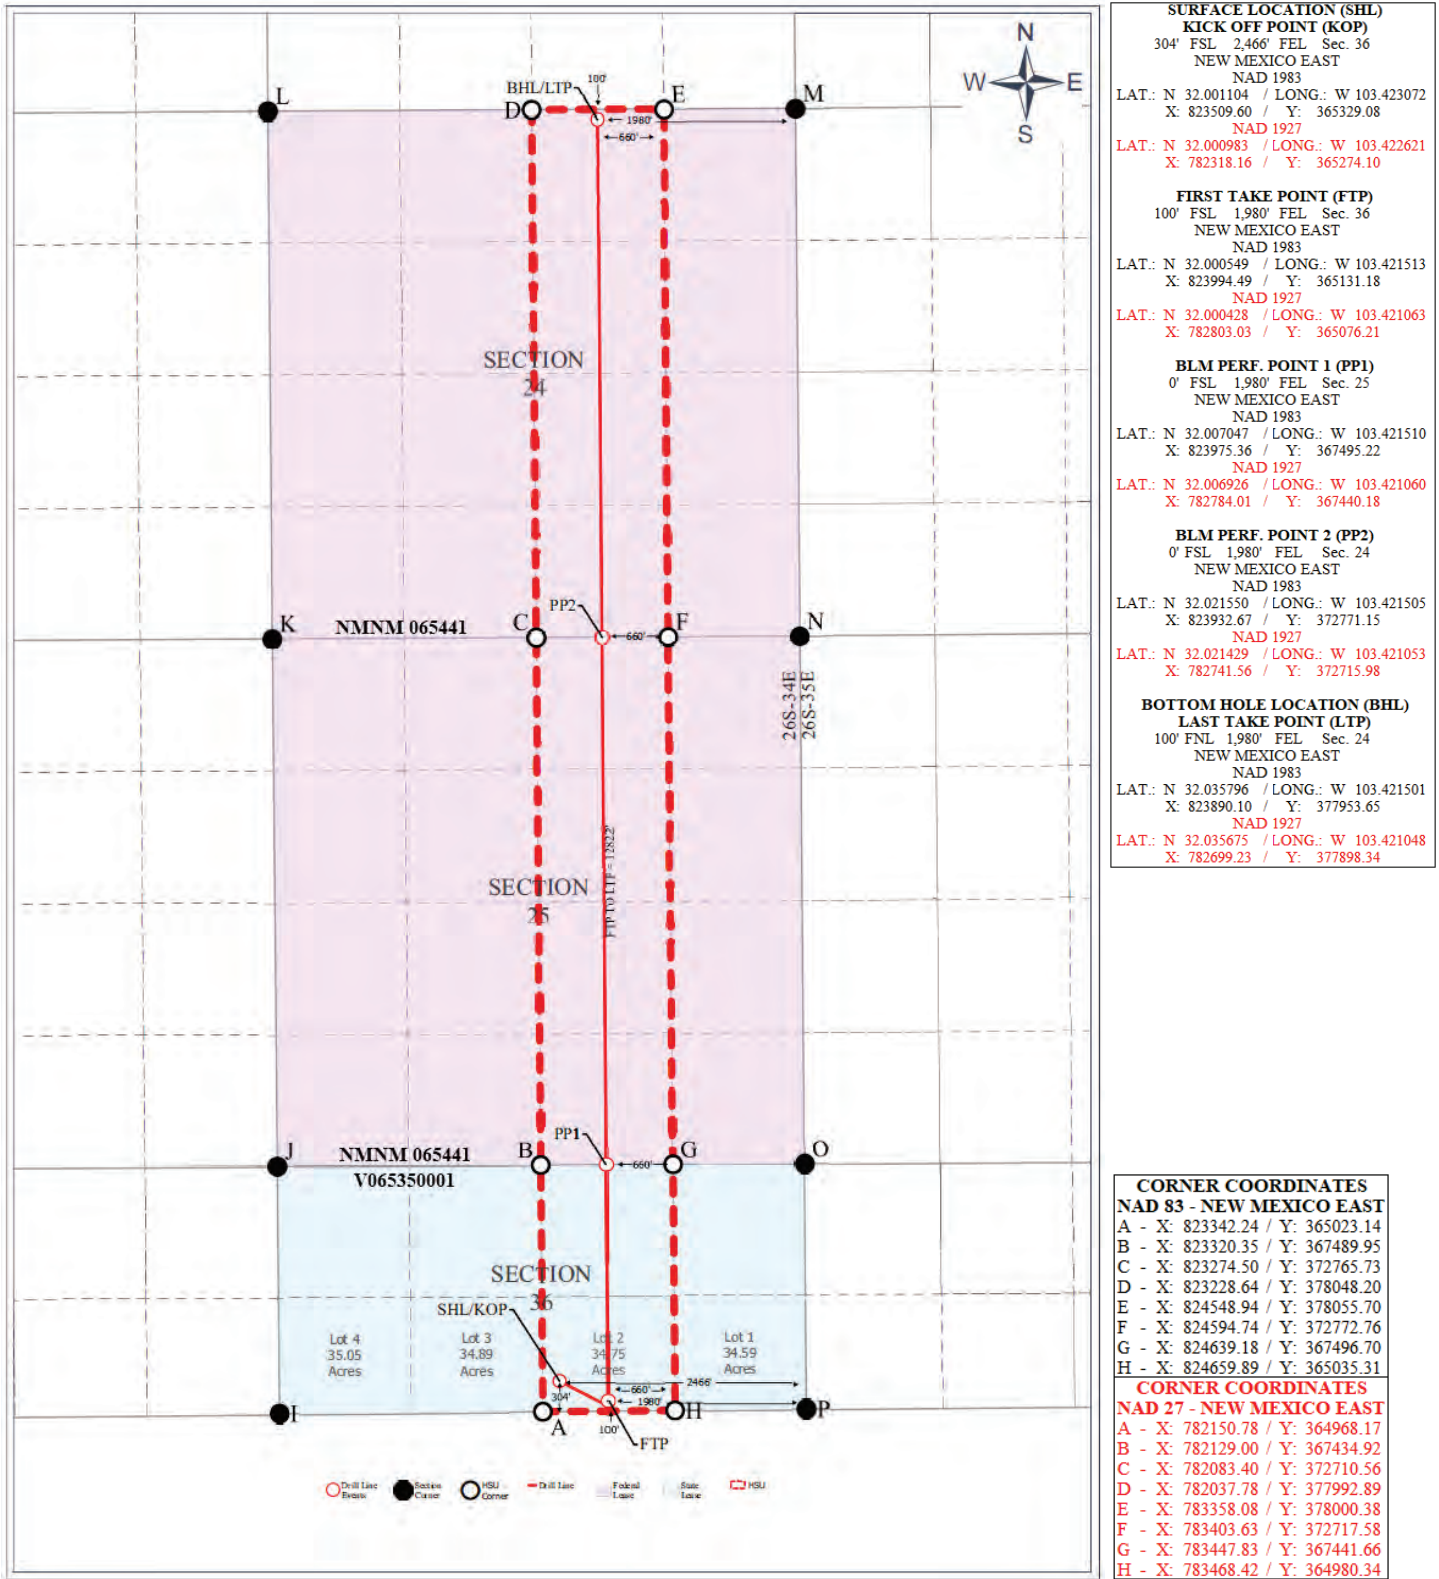 N
W E
S
L
BHL/LTP
100'
D
E
M
1980'
660'
SECTION
24
PP2
K
NMNM 065441
C
660'
F
N
26S-34E
26S-35E
FTP TO LTP = 12822'
SECTION
25
PP1
J
NMNM 065441
B
660'
G
O
V065350001
SECTION
36
SHL/KOP
Lot 4
35.05
Acres
Lot 3
34.89
Acres
Lot 2
34.75
Acres
Lot 1
34.59
Acres
2466'
304'
660'
1980'
I
A
100'
H
P
FTP
Drill Line
Events
Section
Corner
HSU
Corner
Drill Line
Federal
Lease
State
Lease
HSU
SURFACE LOCATION (SHL)
KICK OFF POINT (KOP)
304' FSL 2,466' FEL Sec. 36
NEW MEXICO EAST
NAD 1983
LAT.: N 32.001104 / LONG.: W 103.423072
X: 823509.60 / Y: 365329.08
NAD 1927
LAT.: N 32.000983 / LONG.: W 103.422621
X: 782318.16 / Y: 365274.10
FIRST TAKE POINT (FTP)
100' FSL 1,980' FEL Sec. 36
NEW MEXICO EAST
NAD 1983
LAT.: N 32.000549 / LONG.: W 103.421513
X: 823994.49 / Y: 365131.18
NAD 1927
LAT.: N 32.000428 / LONG.: W 103.421063
X: 782803.03 / Y: 365076.21
BLM PERF. POINT 1 (PP1)
0' FSL 1,980' FEL Sec. 25
NEW MEXICO EAST
NAD 1983
LAT.: N 32.007047 / LONG.: W 103.421510
X: 823975.36 / Y: 367495.22
NAD 1927
LAT.: N 32.006926 / LONG.: W 103.421060
X: 782784.01 / Y: 367440.18
BLM PERF. POINT 2 (PP2)
0' FSL 1,980' FEL Sec. 24
NEW MEXICO EAST
NAD 1983
LAT.: N 32.021550 / LONG.: W 103.421505
X: 823932.67 / Y: 372771.15
NAD 1927
LAT.: N 32.021429 / LONG.: W 103.421053
X: 782741.56 / Y: 372715.98
BOTTOM HOLE LOCATION (BHL)
LAST TAKE POINT (LTP)
100' FNL 1,980' FEL Sec. 24
NEW MEXICO EAST
NAD 1983
LAT.: N 32.035796 / LONG.: W 103.421501
X: 823890.10 / Y: 377953.65
NAD 1927
LAT.: N 32.035675 / LONG.: W 103.421048
X: 782699.23 / Y: 377898.34
CORNER COORDINATES
NAD 83 - NEW MEXICO EAST
A - X: 823342.24 / Y: 365023.14
B - X: 823320.35 / Y: 367489.95
C - X: 823274.50 / Y: 372765.73
D - X: 823228.64 / Y: 378048.20
E - X: 824548.94 / Y: 378055.70
F - X: 824594.74 / Y: 372772.76
G - X: 824639.18 / Y: 367496.70
H - X: 824659.89 / Y: 365035.31
CORNER COORDINATES
NAD 27 - NEW MEXICO EAST
A - X: 782150.78 / Y: 364968.17
B - X: 782129.00 / Y: 367434.92
C - X: 782083.40 / Y: 372710.56
D - X: 782037.78 / Y: 377992.89
E - X: 783358.08 / Y: 378000.38
F - X: 783403.63 / Y: 372717.58
G - X: 783447.83 / Y: 367441.66
H - X: 783468.42 / Y: 364980.34